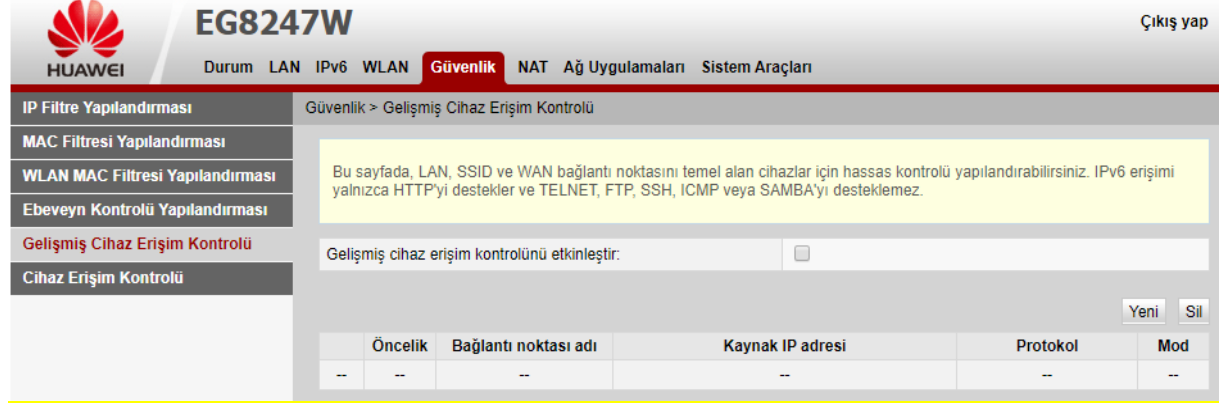 EG8247W
Çıkış yap
HUAWEI
Durum LAN IPv6 WLAN Güvenlik NAT Ağ Uygulamaları Sistem Araçları
IP Filtre Yapılandırması
MAC Filtresi Yapılandırması
WLAN MAC Filtresi Yapılandırması
Ebeveyn Kontrolü Yapılandırması
Gelişmiş Cihaz Erişim Kontrolü
Cihaz Erişim Kontrolü
Güvenlik > Gelişmiş Cihaz Erişim Kontrolü
Bu sayfada, LAN, SSID ve WAN bağlantı noktasını temel alan cihazlar için hassas kontrolü yapılandırabilirsiniz. IPv6 erişimi
yalnızca HTTP'yi destekler ve TELNET, FTP, SSH, ICMP veya SAMBA'yı desteklemez.
Gelişmiş cihaz erişim kontrolünü etkinleştir:
Yeni Sil
Öncelik Bağlantı noktası adı Kaynak IP adresi Protokol Mod
-- -- -- -- -- --